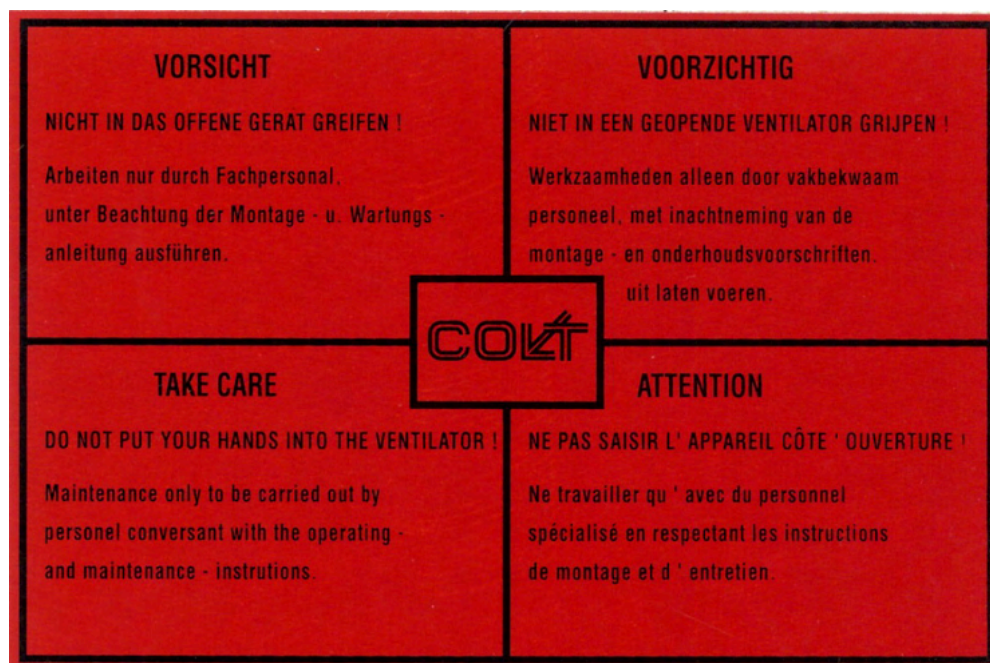 VORSICHT
NICHT IN DAS OFFENE GERAT GREIFEN !
Arbeiten nur durch Fachpersonal,
unter Beachtung der Montage - u. Wartungs -
anleitung ausführen.
VOORZICHTIG
NIET IN EEN GEOPENDE VENTILATOR GRIJPEN !
Werkzaamheden alleen door vakbekwaam
personeel, met inachtneming van de
montage - en onderhoudsvoorschriften.
uit laten voeren.
COLT
TAKE CARE
DO NOT PUT YOUR HANDS INTO THE VENTILATOR !
Maintenance only to be carried out by
personel conversant with the operating -
and maintenance - instrutions.
ATTENTION
NE PAS SAISIR L' APPAREIL CÔTE ' OUVERTURE !
Ne travailler qu ' avec du personnel
spécialisé en respectant les instructions
de montage et d ' entretien.